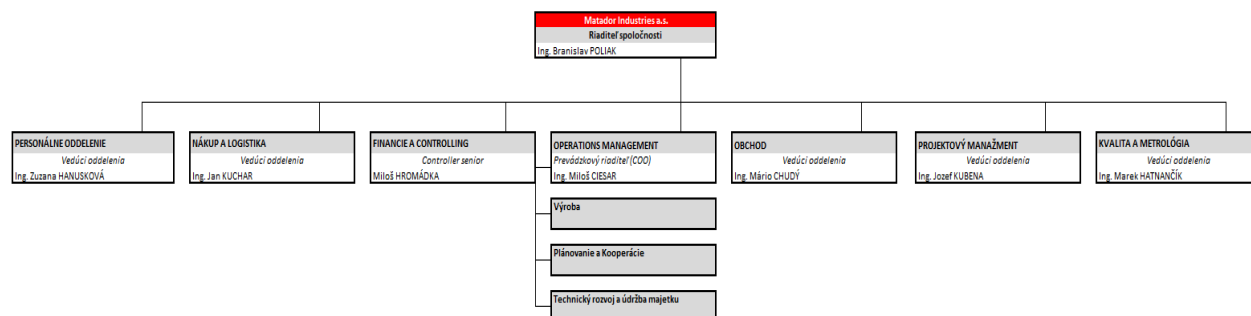 Matador Industries a.s.
Riaditeľ spoločnosti
Ing. Branislav POLIAK
PERSONÁLNE ODDELENIE
Vedúci oddelenia
Ing. Zuzana HANUSKOVÁ
NÁKUP A LOGISTIKA
Vedúci oddelenia
Ing. Jan KUCHAR
FINANCIE A CONTROLLING
Controller senior
Miloš HROMÁDKA
OPERATIONS MANAGEMENT
Prevádzkový riaditeľ (COO)
Ing. Miloš CIESAR
Výroba
Plánovanie a Kooperácie
Technický rozvoj a údržba majetku
OBCHOD
Vedúci oddelenia
Ing. Mário CHUDÝ
PROJEKTOVÝ MANAŽMENT
Vedúci oddelenia
Ing. Jozef KUBENA
KVALITA A METROLÓGIA
Vedúci oddelenia
Ing. Marek HATNANČÍK